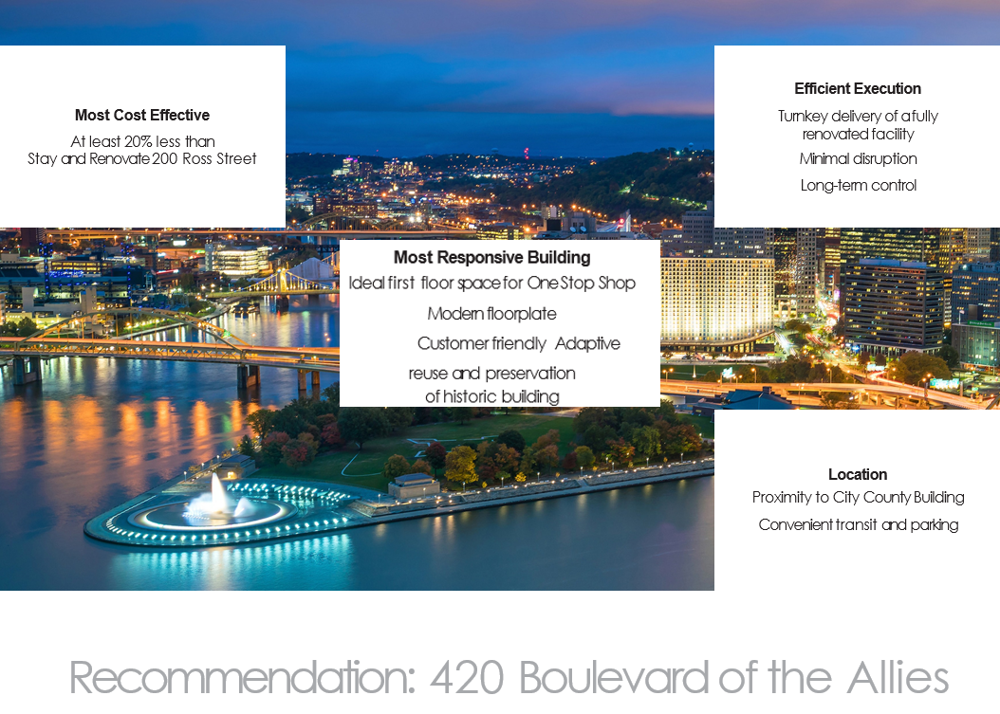 Most Cost Effective
At least 20% less than
Stay and Renovate 200 Ross Street
Efficient Execution
Turnkey delivery of a fully
renovated facility
Minimal disruption
Long-term control
Most Responsive Building
Ideal first floor space for One Stop Shop
Modern floorplate
Customer friendly Adaptive
reuse and preservation
of historic building
Location
Proximity to City County Building
Convenient transit and parking
Recommendation: 420 Boulevard of the Allies